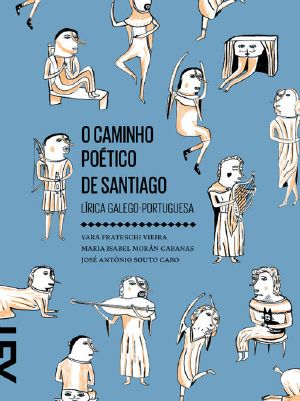 O CAMINHO
POÉTICO
DE SANTIAGO
LÍRICA GALEGO-PORTUGUESA
YARA FRATESCHI VIEIRA
MARIA ISABEL MORÁN CABANAS
JOSÉ ANTÓNIO SOUTO CABO